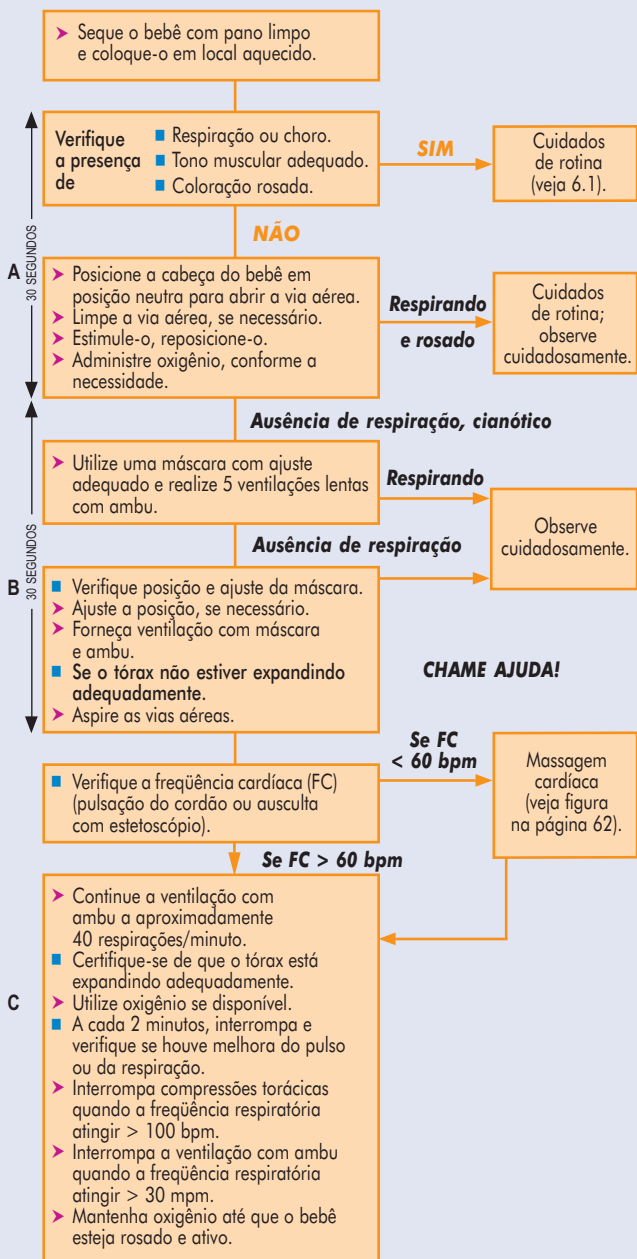 ➤ Seque o bebê com pano limpo
e coloque-o em local aquecido.
Verifique
a presença
de
■ Respiração ou choro.
■ Tono muscular adequado.
■ Coloração rosada.
SIM
Cuidados
de rotina
(veja 6.1).
NÃO
A
30 SEGUNDOS
➤ Posicione a cabeça do bebê em
posição neutra para abrir a via aérea.
➤ Limpe a via aérea, se necessário.
➤ Estimule-o, reposicione-o.
➤ Administre oxigênio, conforme a
necessidade.
Respirando
e rosado
Cuidados
de rotina;
observe
cuidadosamente.
Ausência de respiração, cianótico
B
30 SEGUNDOS
➤ Utilize uma máscara com ajuste
adequado e realize 5 ventilações lentas
com ambu.
Respirando
Observe
cuidadosamente.
Ausência de respiração
■ Verifique posição e ajuste da máscara.
➤ Ajuste a posição, se necessário.
➤ Forneça ventilação com máscara
e ambu.
■ Se o tórax não estiver expandindo
adequadamente.
➤ Aspire as vias aéreas.
CHAME AJUDA!
■ Verifique a freqüência cardíaca (FC)
(pulsação do cordão ou ausculta
com estetoscópio).
Se FC
< 60 bpm
Massagem
cardíaca
(veja figura
na página 62).
Se FC > 60 bpm
C
➤ Continue a ventilação com
ambu a aproximadamente
40 respirações/minuto.
■ Certifique-se de que o tórax está
expandindo adequadamente.
➤ Utilize oxigênio se disponível.
■ A cada 2 minutos, interrompa e
verifique se houve melhora do pulso
ou da respiração.
➤ Interrompa compressões torácicas
quando a freqüência respiratória
atingir > 100 bpm.
➤ Interrompa a ventilação com ambu
quando a freqüência respiratória
atingir > 30 mpm.
➤ Mantenha oxigênio até que o bebê
esteja rosado e ativo.